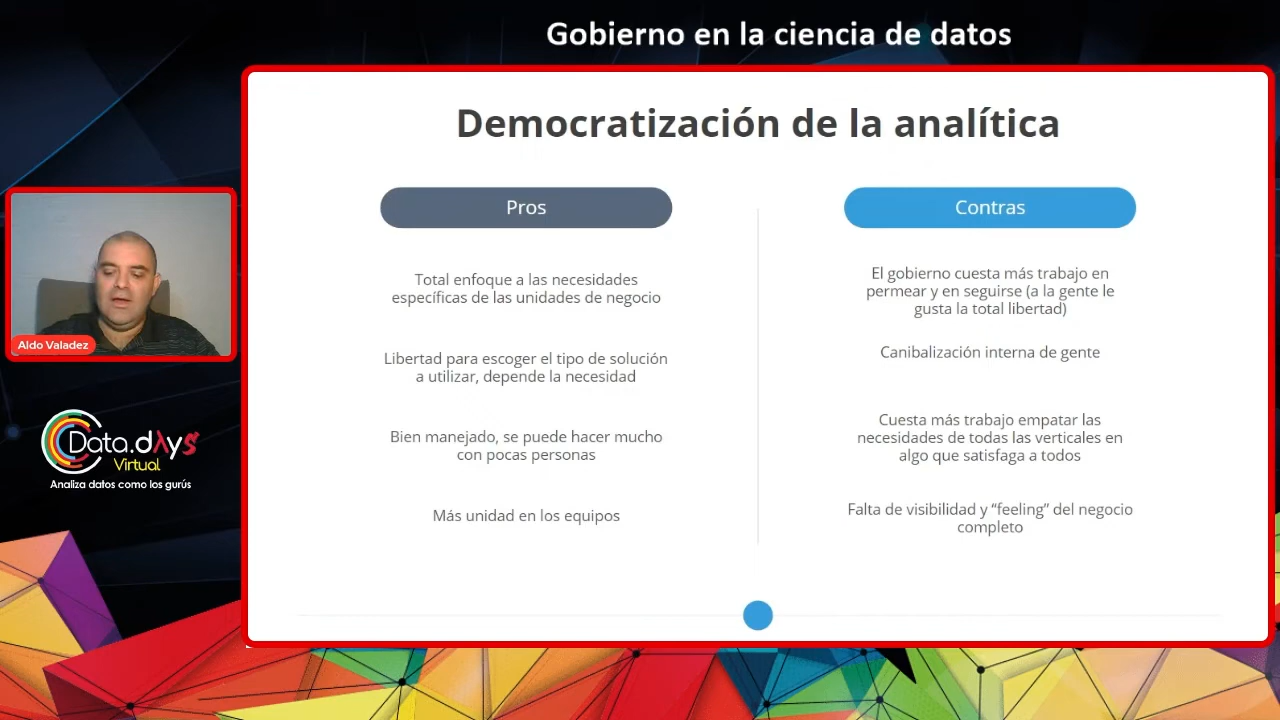 Gobierno en la ciencia de datos
Democratización de la analítica
Pros
Total enfoque a las necesidades
específicas de las unidades de negocio
Libertad para escoger el tipo de solución
a utilizar, depende la necesidad
Bien manejado, se puede hacer mucho
con pocas personas
Más unidad en los equipos
Contras
El gobierno cuesta más trabajo en
permear y en seguirse (a la gente le
gusta la total libertad)
Canibalización interna de gente
Cuesta más trabajo empatar las
necesidades de todas las verticales en
algo que satisfaga a todos
Falta de visibilidad y “feeling” del negocio
completo
Aldo Valadez
Data.dAys
Virtual
Analiza datos como los gurús